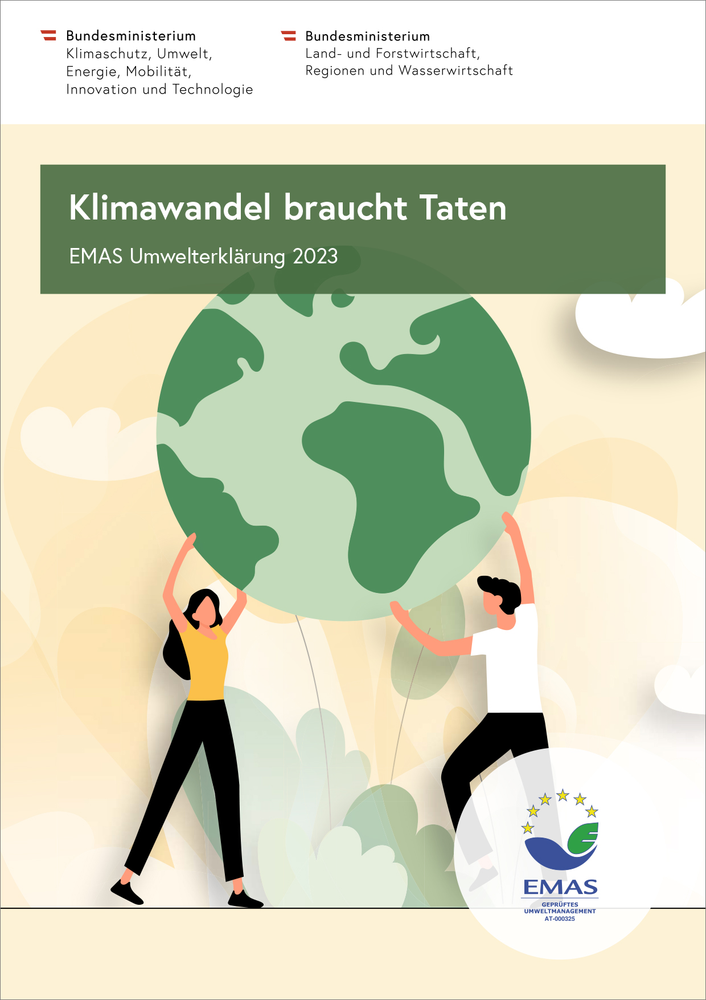 Bundesministerium
Klimaschutz, Umwelt,
Energie, Mobilität,
Innovation und Technologie
Bundesministerium
Land- und Forstwirtschaft,
Regionen und Wasserwirtschaft
Klimawandel braucht Taten
EMAS Umwelterklärung 2023
EMAS
GEPRÜFTES
UMWELTMANAGEMENT
AT-000325